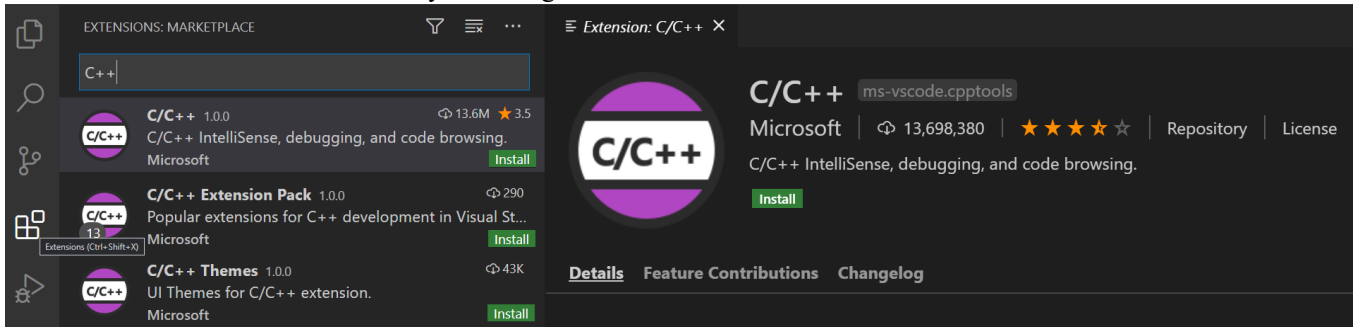 EXTENSIONS: MARKETPLACE
C++
C/C++ 1.0.0 13.6M 3.5
C/C++ IntelliSense, debugging, and code browsing.
Microsoft Install
C/C++ Extension Pack 1.0.0 290
Popular extensions for C++ development in Visual St...
Microsoft Install
C/C++ Themes 1.0.0 43K
UI Themes for C/C++ extension.
Microsoft Install
C/C++
C/C++
13
C/C++
Extensions (Ctrl+Shift+X)
Extension: C/C++
C/C++
C/C++ ms-vscode.cpptools
Microsoft 13,698,380 Repository License
C/C++ IntelliSense, debugging, and code browsing.
Install
Details Feature Contributions Changelog